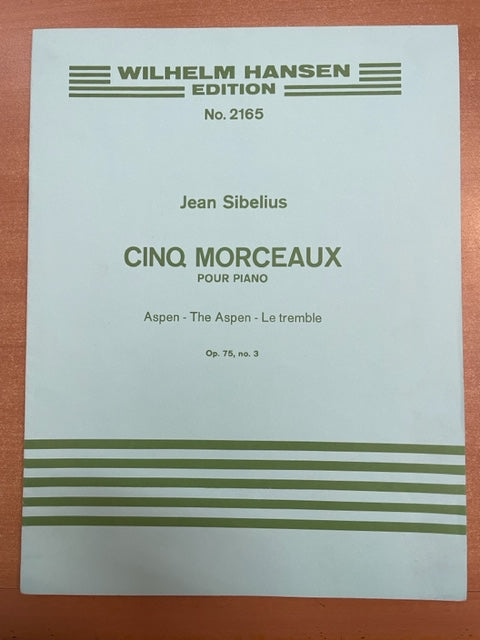 WILHELM HANSEN
EDITION
No. 2165
Jean Sibelius
CINQ MORCEAUX
POUR PIANO
Aspen - The Aspen - Le tremble
Op. 75, no. 3